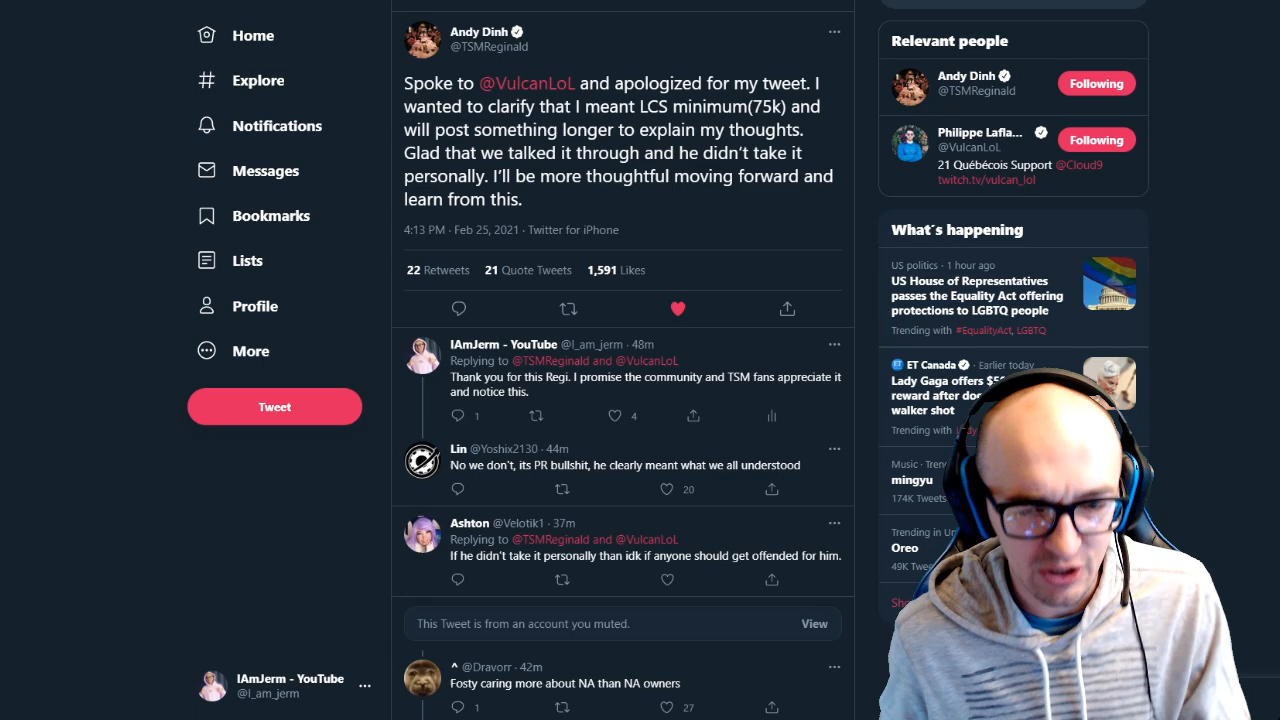 Home
Explore
Notifications
Messages
Bookmarks
Lists
Profile
More
Tweet
IAmJerm - YouTube
@I_am_jerm
Andy Dinh
@TSMReginald
Spoke to @VulcanLoL and apologized for my tweet. I
wanted to clarify that I meant LCS minimum(75k) and
will post something longer to explain my thoughts.
Glad that we talked it through and he didn't take it
personally. I'll be more thoughtful moving forward and
learn from this.
4:13 PM · Feb 25, 2021 · Twitter for iPhone
22 Retweets 21 Quote Tweets 1,591 Likes
IAmJerm - YouTube @I_am_jerm · 48m
Replying to @TSMReginald and @VulcanLoL
Thank you for this Regi. I promise the community and TSM fans appreciate it
and notice this.
1 4
Lin @Yoshix2130 · 44m
No we don't, its PR bullshit, he clearly meant what we all understood
20
Ashton @Velotik1 · 37m
Replying to @TSMReginald and @VulcanLoL
If he didn't take it personally than idk if anyone should get offended for him.
This Tweet is from an account you muted. View
^ @Dravorr · 42m
Fosty caring more about NA than NA owners
1 27
Relevant people
Andy Dinh
@TSMReginald
Following
Philippe Lafla...
@VulcanLoL
Following
21 Québécois Support @Cloud9
twitch.tv/vulcan_lol
What's happening
US politics · 1 hour ago
US House of Representatives
passes the Equality Act offering
protections to LGBTQ people
Trending with #EqualityAct, LGBTQ
ET Canada · Earlier today
Lady Gaga offers
reward after
walker shot
Trending with
Music ·
mingyu
174K Tweets
Trending in
Oreo
49K